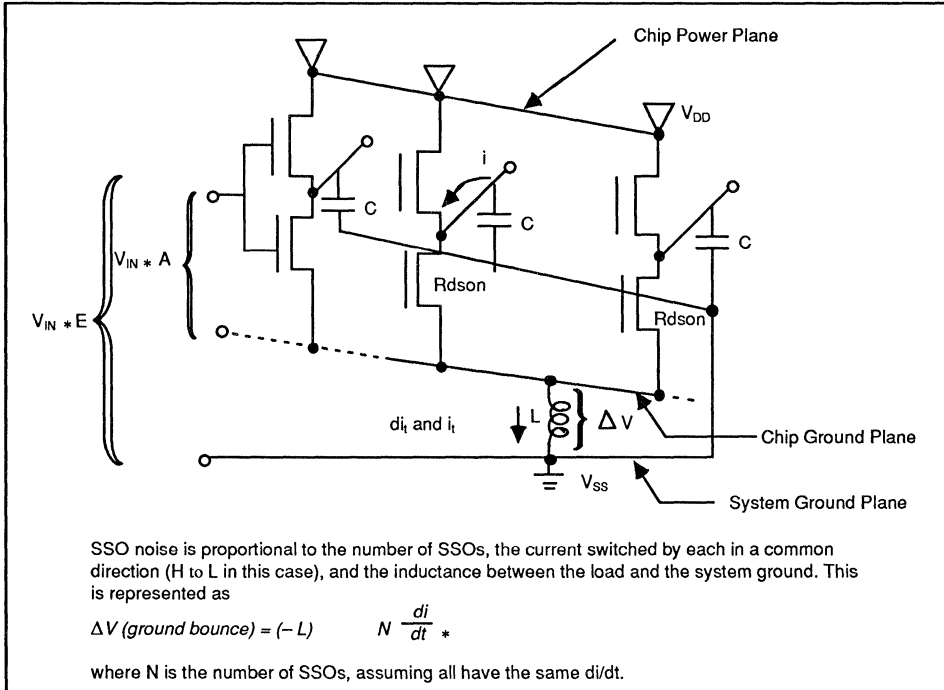 Chip Power Plane
V_DD
i
C
C
C
V_IN * A
Rdson
V_IN * E
Rdson
di_t and i_t
L
Δ V
Chip Ground Plane
V_SS
System Ground Plane
SSO noise is proportional to the number of SSOs, the current switched by each in a common
direction (H to L in this case), and the inductance between the load and the system ground. This
is represented as
ΔV (ground bounce) = (– L) N di/dt *
where N is the number of SSOs, assuming all have the same di/dt.